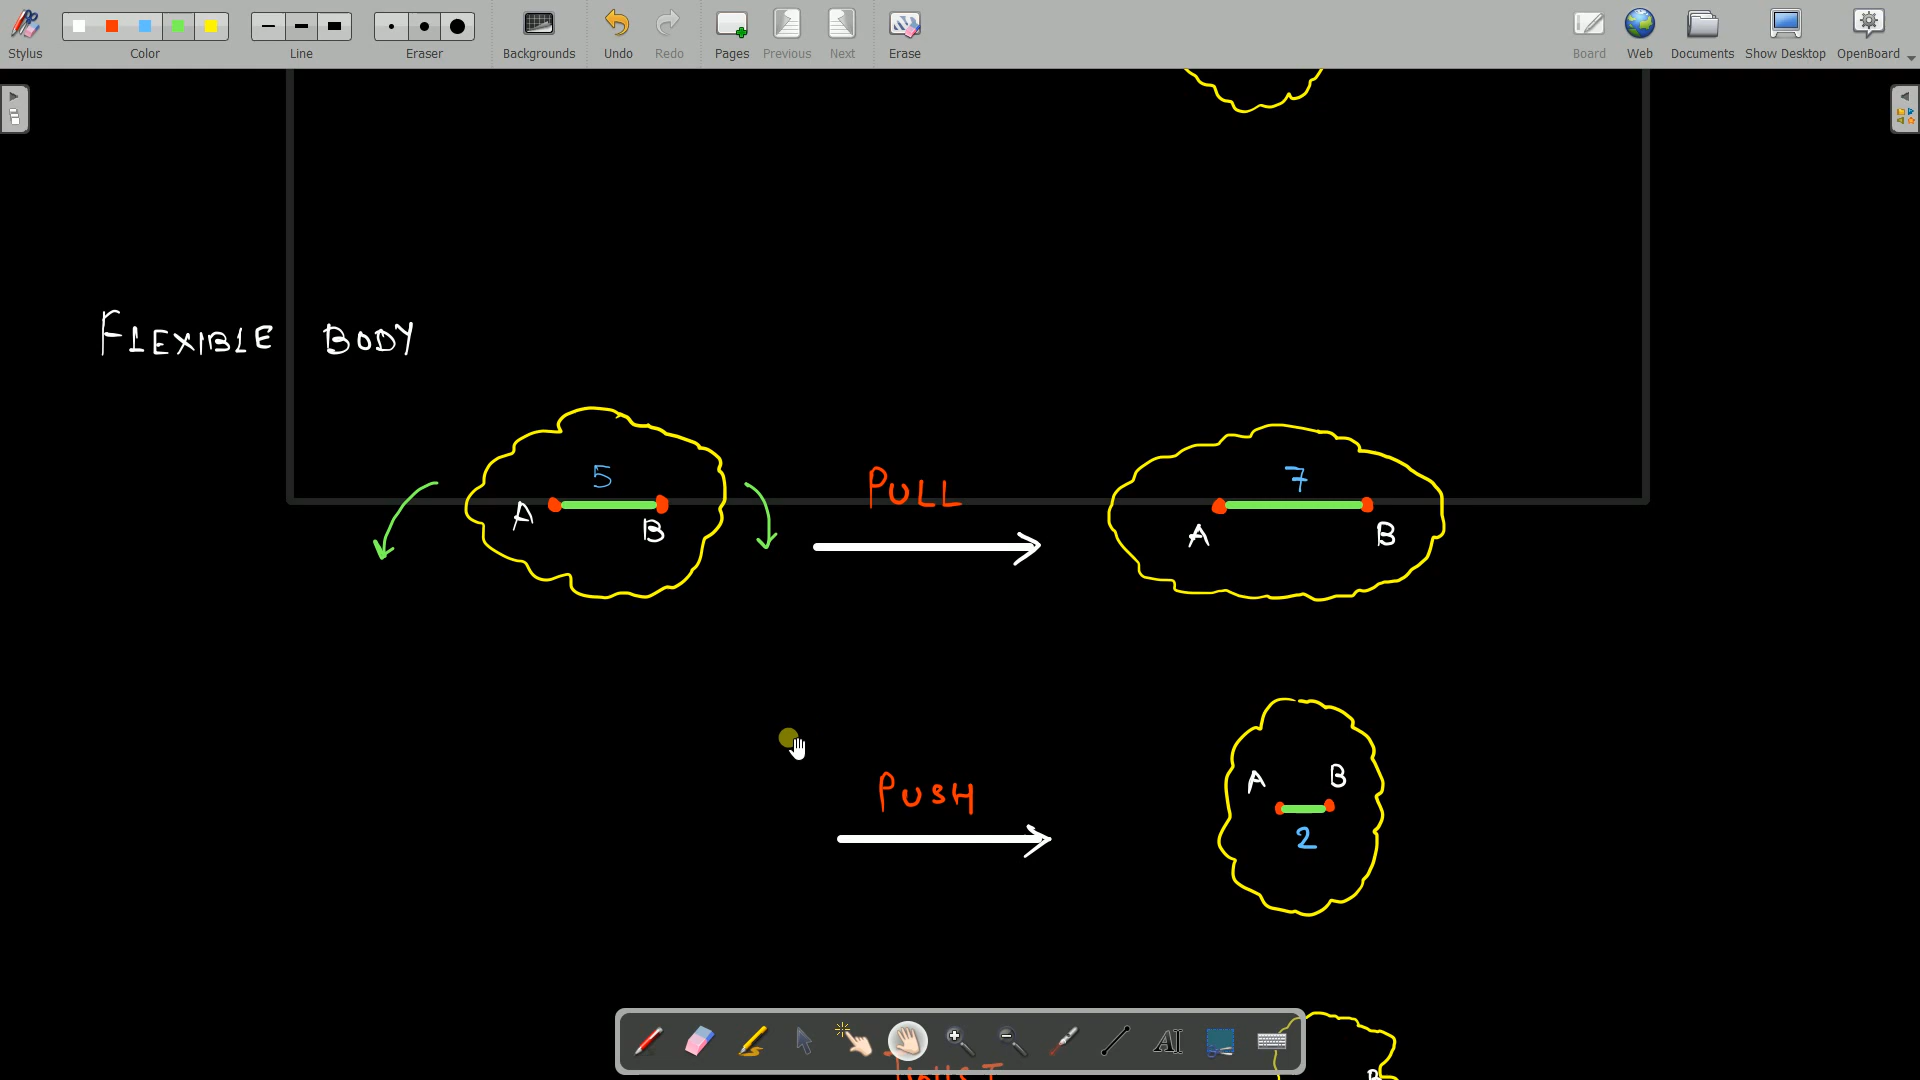 Stylus Color Line Eraser Backgrounds Undo Redo Pages Previous Next Erase Board Web Documents Show Desktop OpenBoard
FLEXIBLE BODY
5
A
B
PULL
7
A
B
PUSH
A
B
2
B